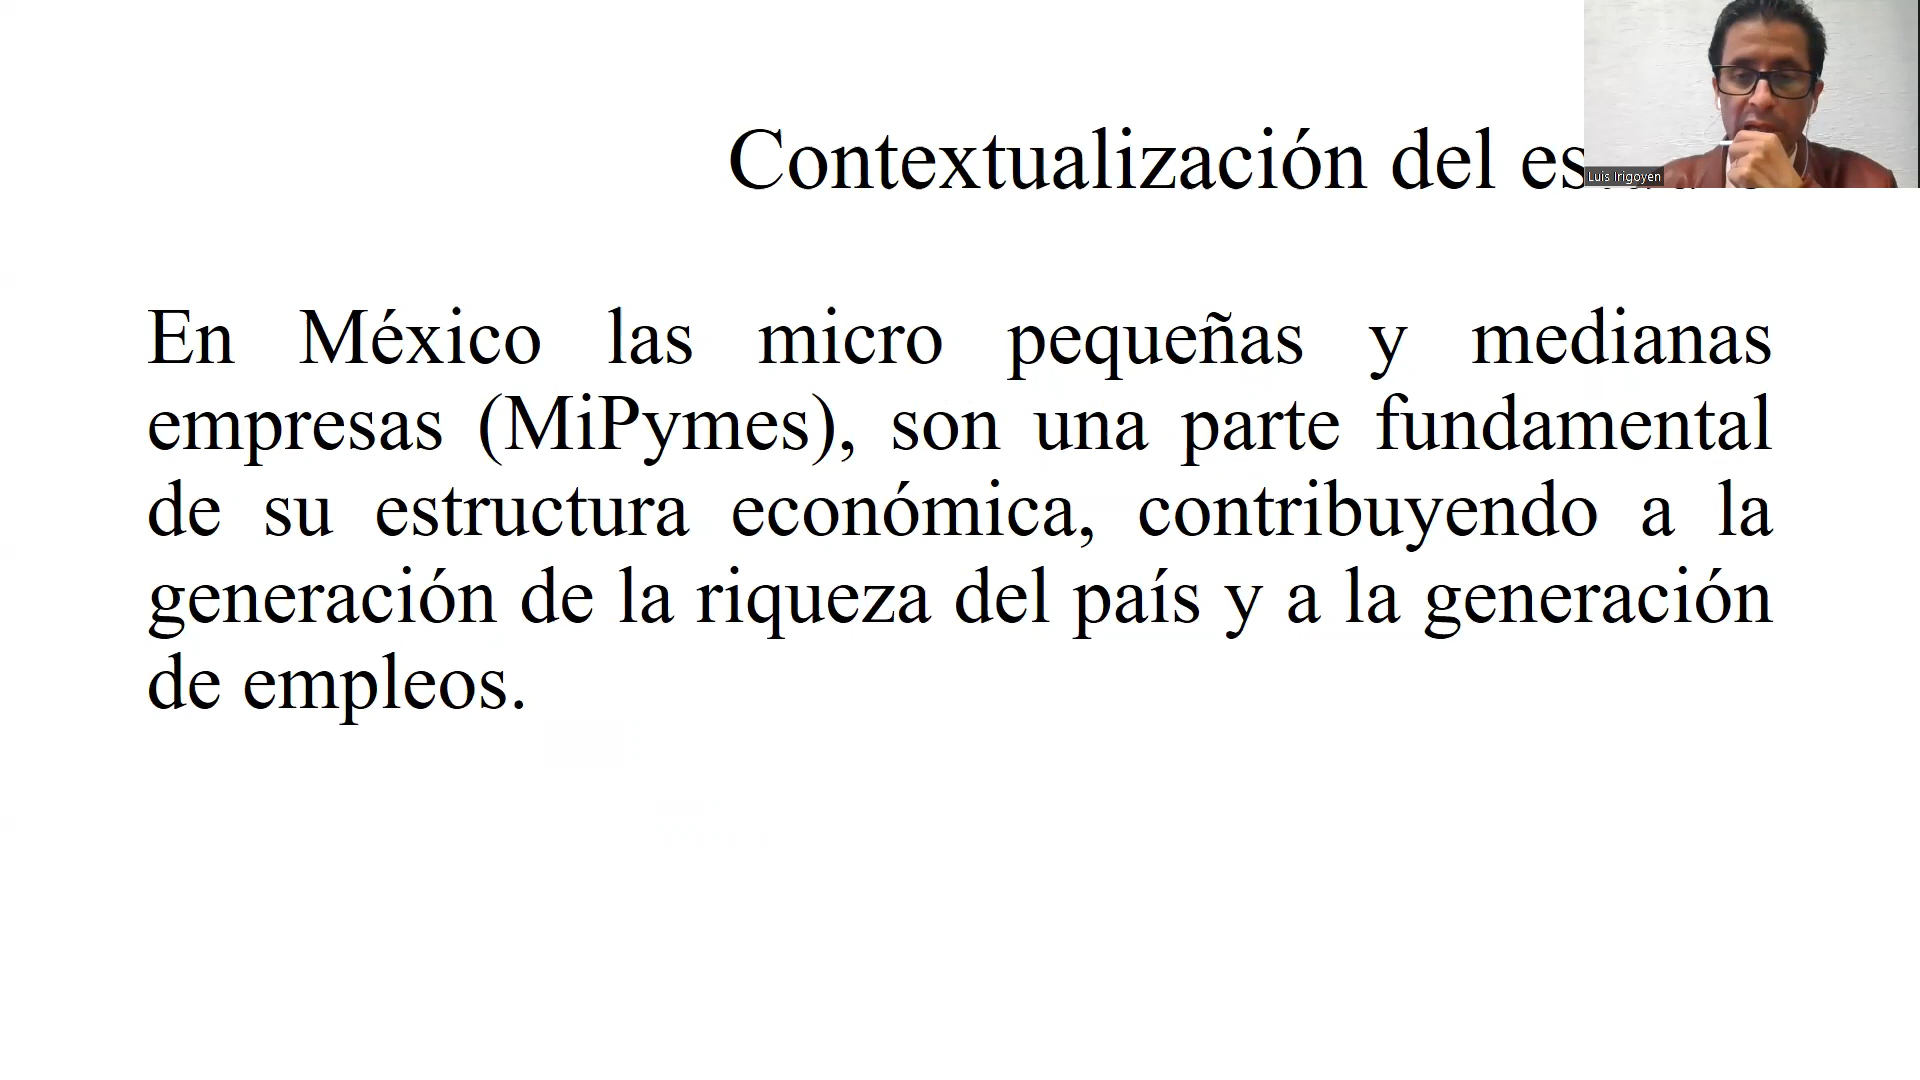 Contextualización del
En México las micro pequeñas y medianas
empresas (MiPymes), son una parte fundamental
de su estructura económica, contribuyendo a la
generación de la riqueza del país y a la generación
de empleos.
Luis Irigoyen